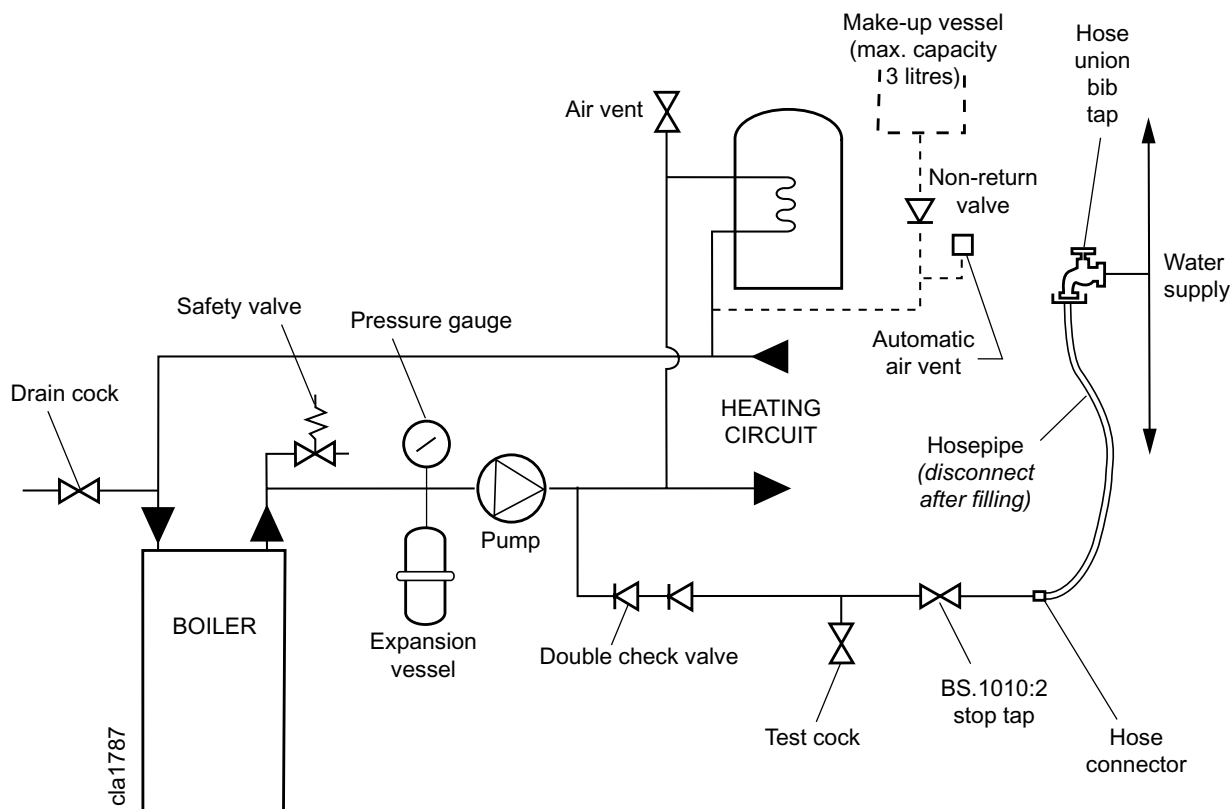 Make-up vessel
(max. capacity
3 litres)
Hose
union
bib
tap
Air vent
Non-return
valve
Water
supply
Safety valve
Pressure gauge
Automatic
air vent
Drain cock
HEATING
CIRCUIT
Hosepipe
(disconnect
after filling)
Pump
BOILER
Expansion
vessel
Double check valve
BS.1010:2
stop tap
Test cock
Hose
connector
cla1787